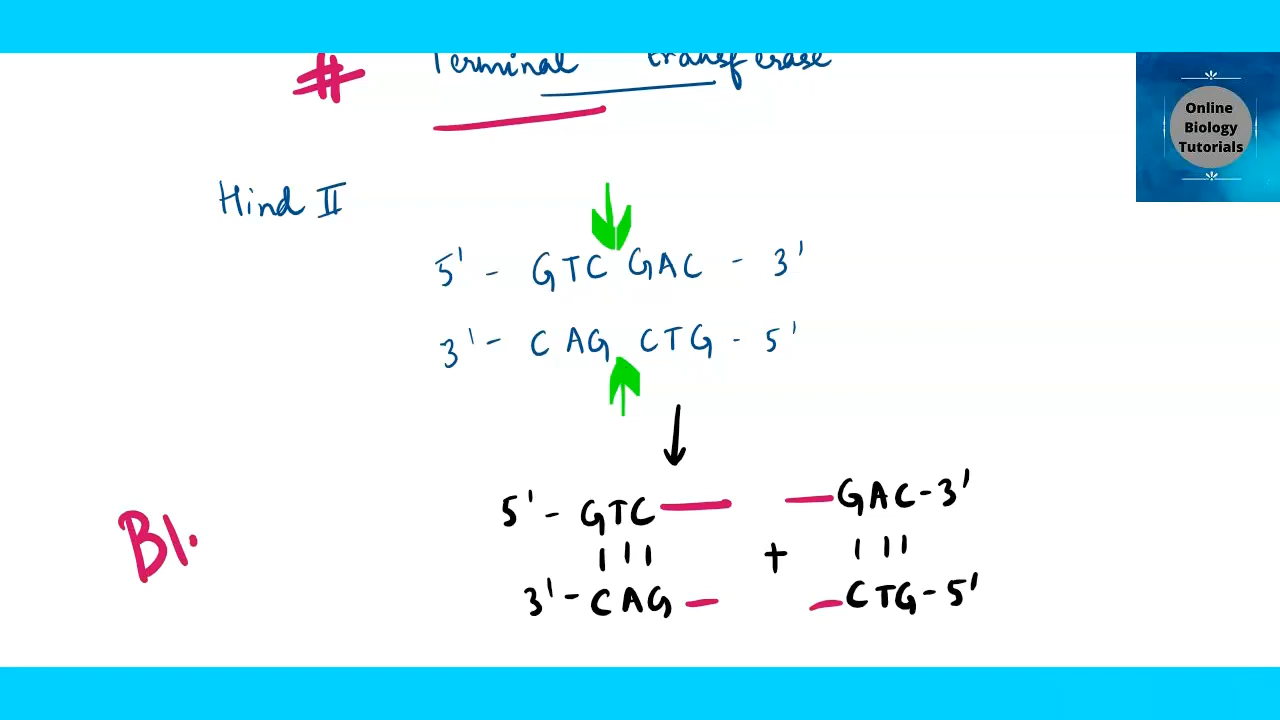 # Terminal transferase
Online
Biology
Tutorials
Hind II
5' - GTC GAC - 3'
3' - CAG CTG - 5'
5' - GTC — — GAC - 3'
+
3' - CAG — — CTG - 5'
Bl.